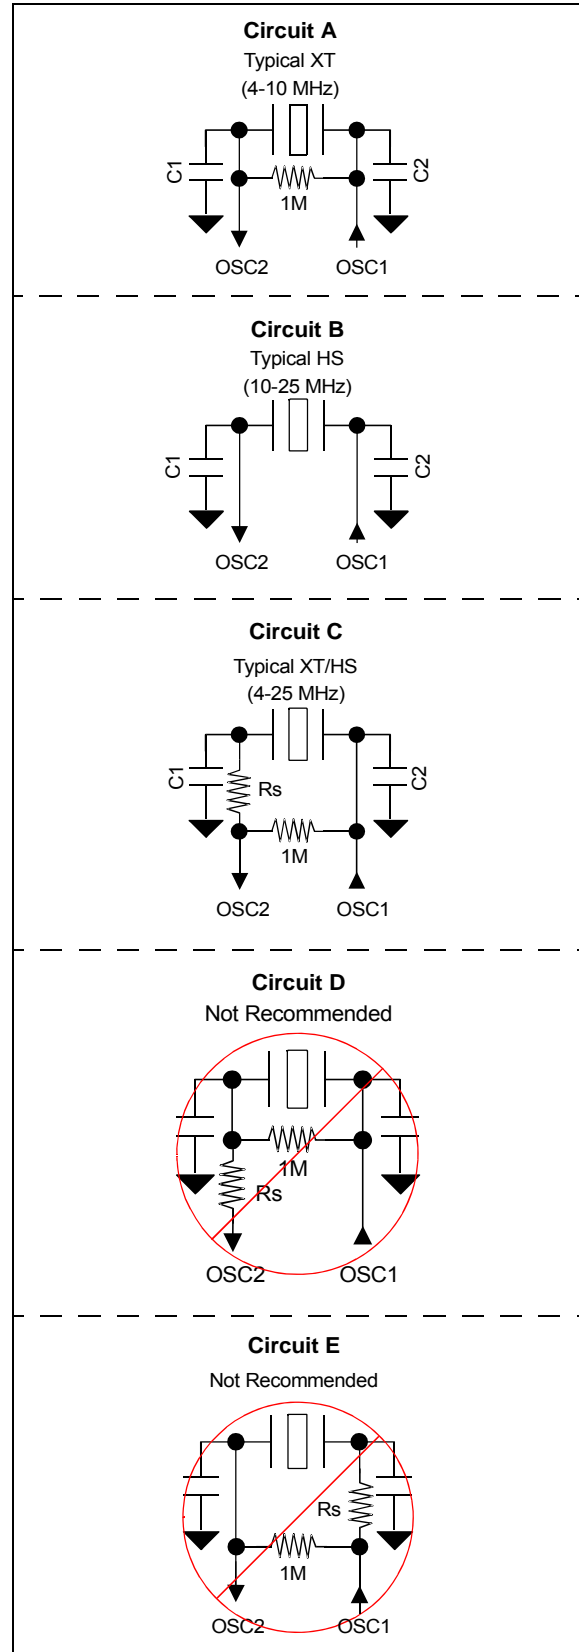 Circuit A
Typical XT
(4-10 MHz)
C1
C2
1M
OSC2 OSC1
Circuit B
Typical HS
(10-25 MHz)
C1
C2
OSC2 OSC1
Circuit C
Typical XT/HS
(4-25 MHz)
C1
Rs
C2
1M
OSC2 OSC1
Circuit D
Not Recommended
1M
Rs
OSC2 OSC1
Circuit E
Not Recommended
Rs
1M
OSC2 OSC1